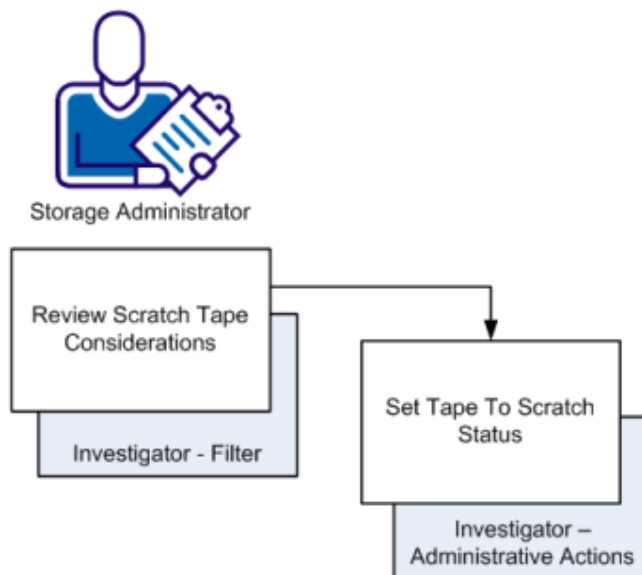 Storage Administrator
Review Scratch Tape
Considerations
Investigator - Filter
Set Tape To Scratch
Status
Investigator –
Administrative Actions